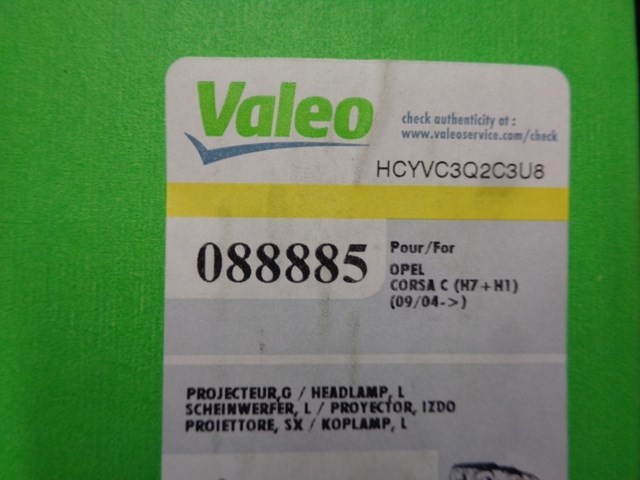 Valeo
check authenticity at :
www.valeoservice.com/check
HCYVC3Q2C3U8
088885
Pour/For
OPEL
CORSA C (H7+H1)
(09/04->)
PROJECTEUR,G / HEADLAMP, L
SCHEINWERFER, L / PROYECTOR, IZDO
PROIETTORE, SX / KOPLAMP, L